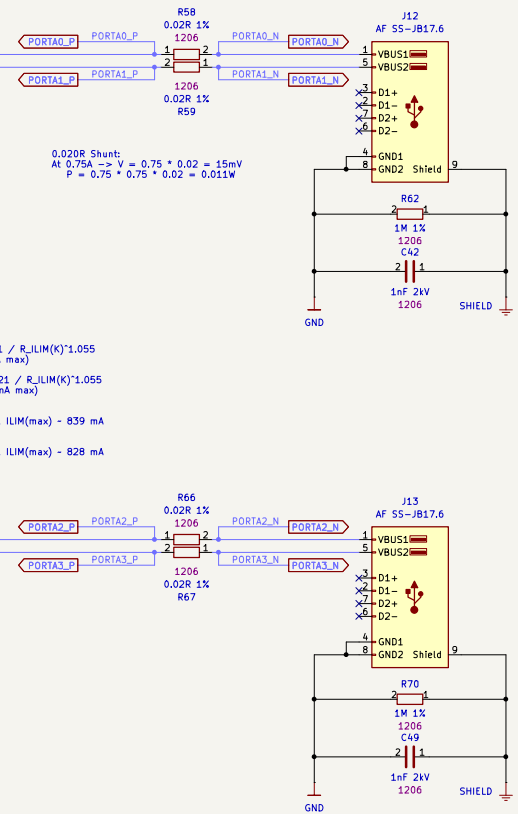 R58
0.02R 1%
1206
PORTA0_P
PORTA0_P
1
2
PORTA0_N
PORTA0_N
PORTA1_P
PORTA1_P
2
1
PORTA1_N
PORTA1_N
1206
0.02R 1%
R59
J12
AF SS-JB17.6
1 VBUS1
5 VBUS2
3 D1+
2 D1-
7 D2+
6 D2-
4 GND1
8 GND2 Shield 9
0.020R Shunt:
At 0.75A -> V = 0.75 * 0.02 = 15mV
P = 0.75 * 0.75 * 0.02 = 0.011W
R62
2 1
1M 1%
1206
C42
2 1
1nF 2kV
1206
GND
SHIELD
/ R_ILIM(K)^1.055
max)
21 / R_ILIM(K)^1.055
mA max)
ILIM(max) - 839 mA
ILIM(max) - 828 mA
R66
0.02R 1%
1206
PORTA2_P
PORTA2_P
1
2
PORTA2_N
PORTA2_N
PORTA3_P
PORTA3_P
2
1
PORTA3_N
PORTA3_N
1206
0.02R 1%
R67
J13
AF SS-JB17.6
1 VBUS1
5 VBUS2
3 D1+
2 D1-
7 D2+
6 D2-
4 GND1
8 GND2 Shield 9
R70
2 1
1M 1%
1206
C49
2 1
1nF 2kV
1206
GND
SHIELD